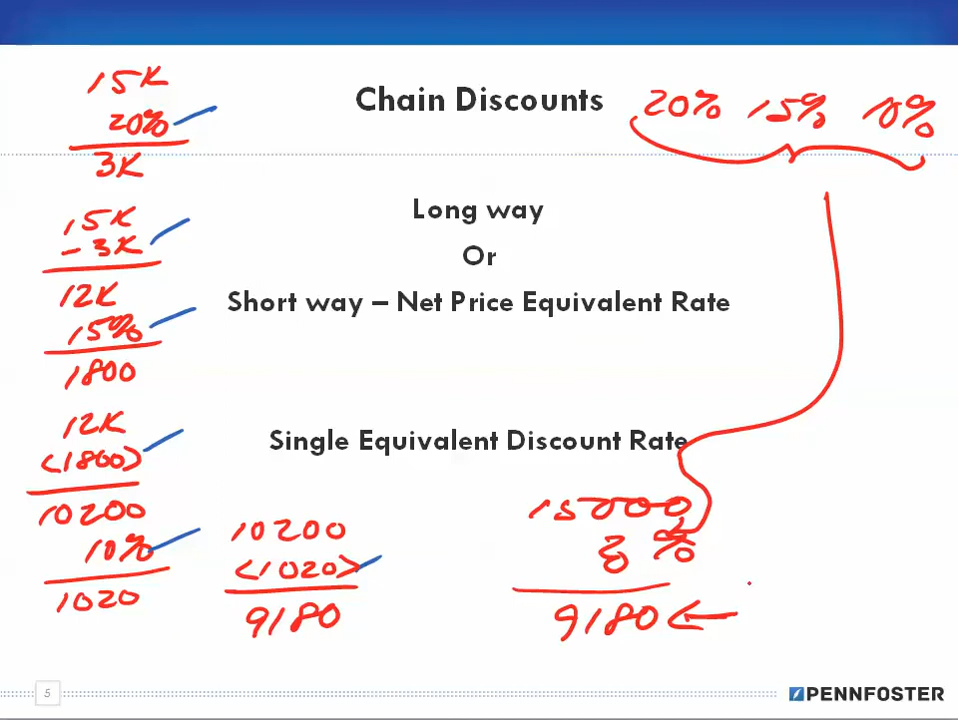 Chain Discounts
20% 15% 10%
15K
20%
3K
15K
- 3K
12K
15%
1800
12K
<1800>
10200
10%
1020
Long way
Or
Short way – Net Price Equivalent Rate
Single Equivalent Discount Rate
10200
<1020>
9180
15000
%
9180
5
PENNFOSTER